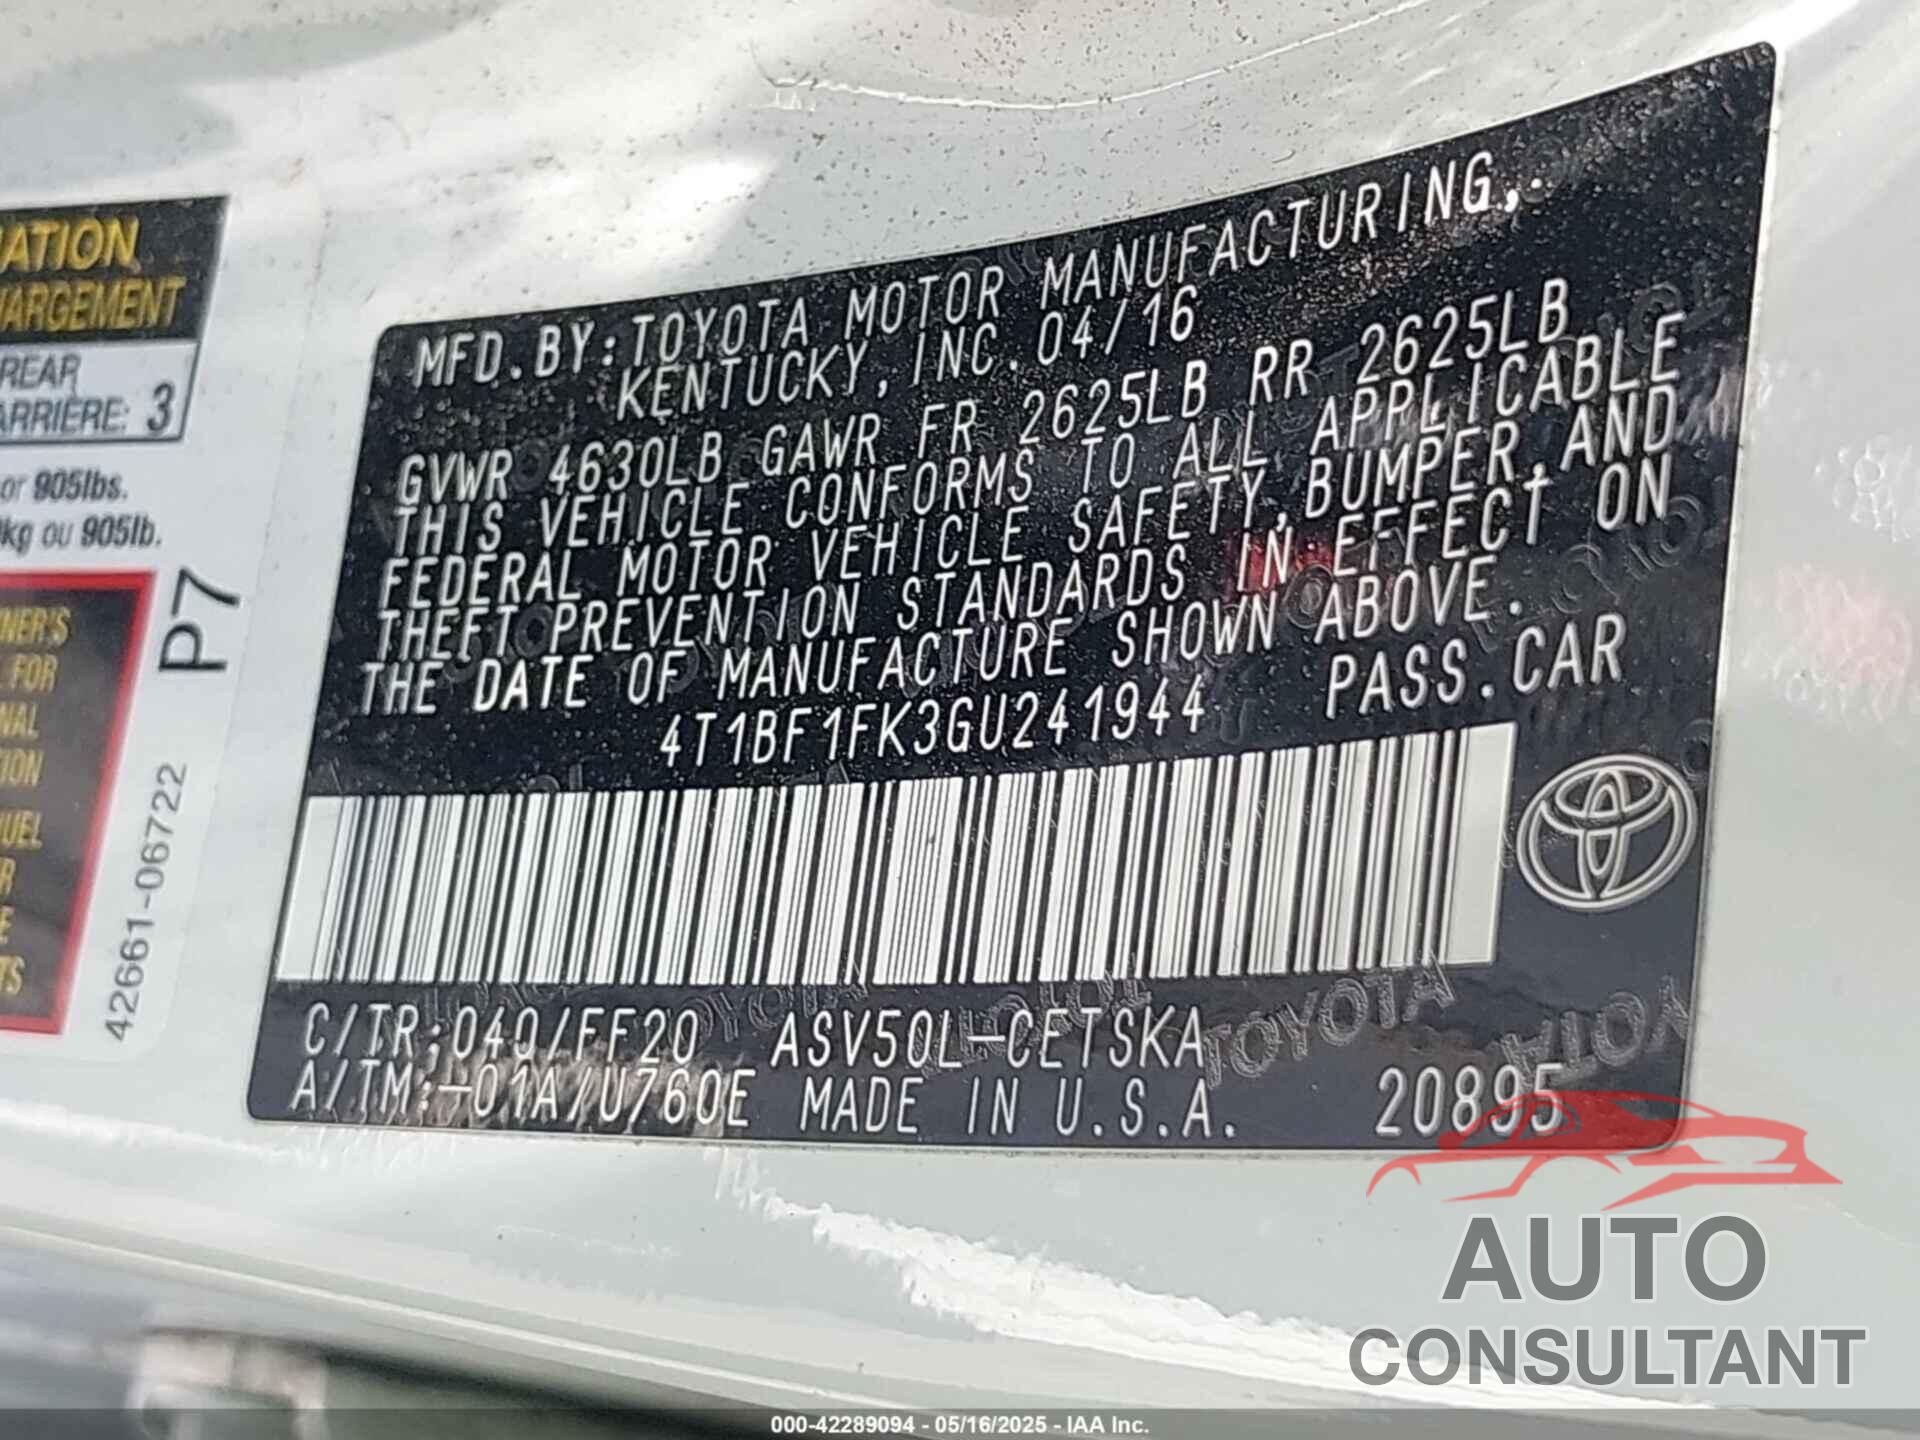 MFD. BY: TOYOTA MOTOR MANUFACTURING,
KENTUCKY, INC. 04/16
GVWR 4630LB GAWR FR 2625LB RR 2625LB
THIS VEHICLE CONFORMS TO ALL APPLICABLE
FEDERAL MOTOR VEHICLE SAFETY, BUMPER, AND
THEFT PREVENTION STANDARDS IN EFFECT ON
THE DATE OF MANUFACTURE SHOWN ABOVE.
4T1BF1FK3GU241944 PASS. CAR
C/TR: 040/FF20 ASV50L-CETSKA
A/TM: -01A/U760E MADE IN U.S.A. 20895
TOYOTA
REAR
ARRIÈRE: 3
or 905lbs.
kg ou 905lb.
P7
42661-06722
FOR
AUTO
CONSULTANT
000-42289094 - 05/16/2025 - IAA Inc.